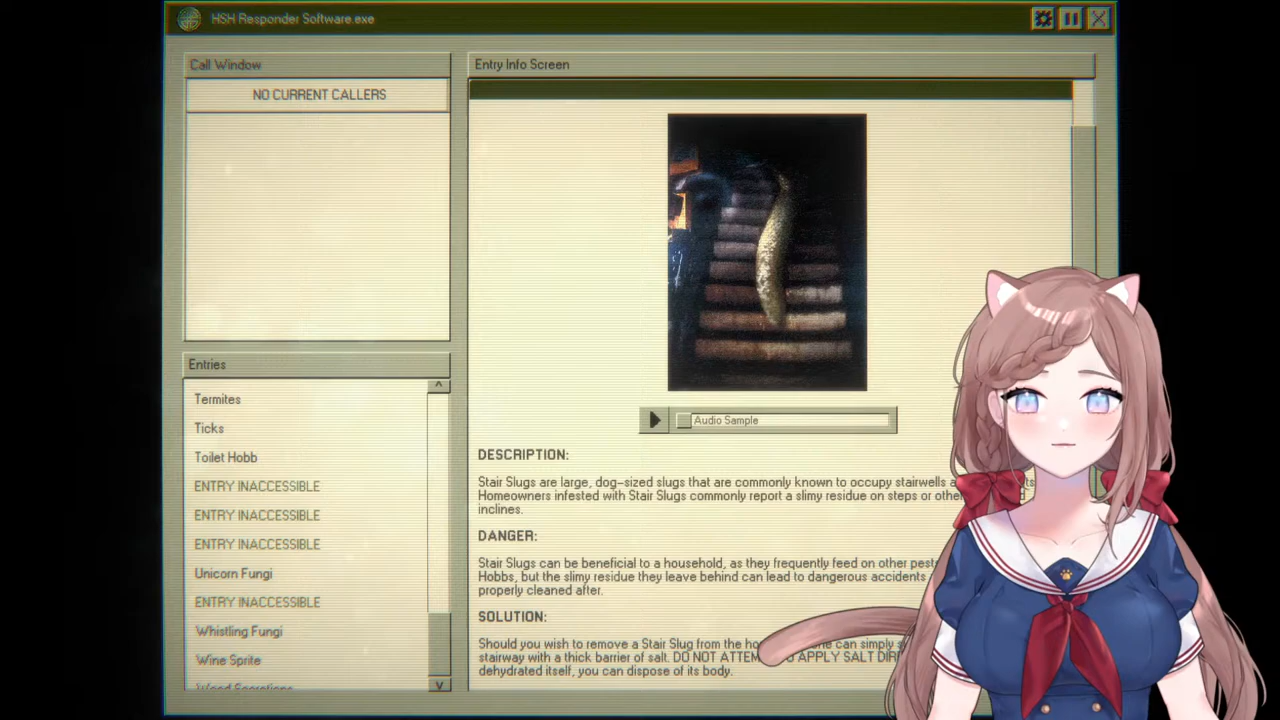 HSH Responder Software.exe
Call Window
Entry Info Screen
NO CURRENT CALLERS
Audio Sample
Entries
Termites
Ticks
Toilet Hobb
ENTRY INACCESSIBLE
ENTRY INACCESSIBLE
ENTRY INACCESSIBLE
Unicorn Fungi
ENTRY INACCESSIBLE
Whistling Fungi
Wine Sprite
DESCRIPTION:
Stair Slugs are large, dog-sized slugs that are commonly known to occupy stairwells
Homeowners infested with Stair Slugs commonly report a slimy residue on steps or other
inclines.
DANGER:
Stair Slugs can be beneficial to a household, as they frequently feed on other
Hobbs, but the slimy residue they leave behind can lead to dangerous accidents
properly cleaned after.
SOLUTION:
Should you wish to remove a Stair Slug from the can simply
stairway with a thick barrier of salt. DO NOT APPLY SALT
dehydrated itself, you can dispose of its body.